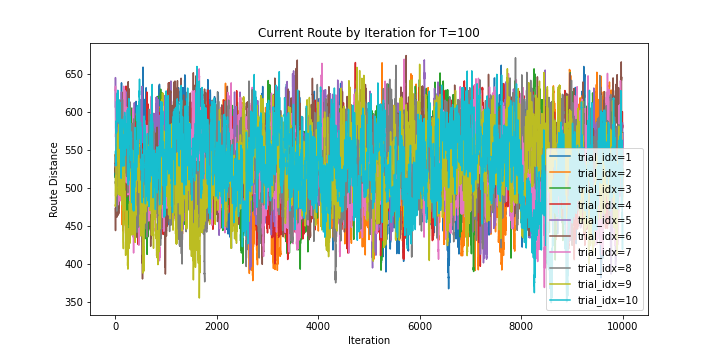 Current Route by Iteration for T=100
Route Distance
650
600
550
500
450
400
350
0
2000
4000
6000
8000
10000
Iteration
trial_idx=1
trial_idx=2
trial_idx=3
trial_idx=4
trial_idx=5
trial_idx=6
trial_idx=7
trial_idx=8
trial_idx=9
trial_idx=10